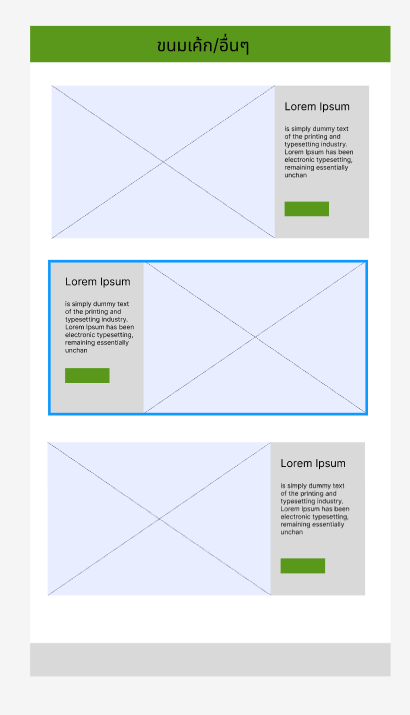 ขนมเค้ก/อื่นๆ
Lorem Ipsum
is simply dummy text
of the printing and
typesetting industry.
Lorem Ipsum has been
electronic typesetting,
remaining essentially
unchan
Lorem Ipsum
is simply dummy text
of the printing and
typesetting industry.
Lorem Ipsum has been
electronic typesetting,
remaining essentially
unchan
Lorem Ipsum
is simply dummy text
of the printing and
typesetting industry.
Lorem Ipsum has been
electronic typesetting,
remaining essentially
unchan